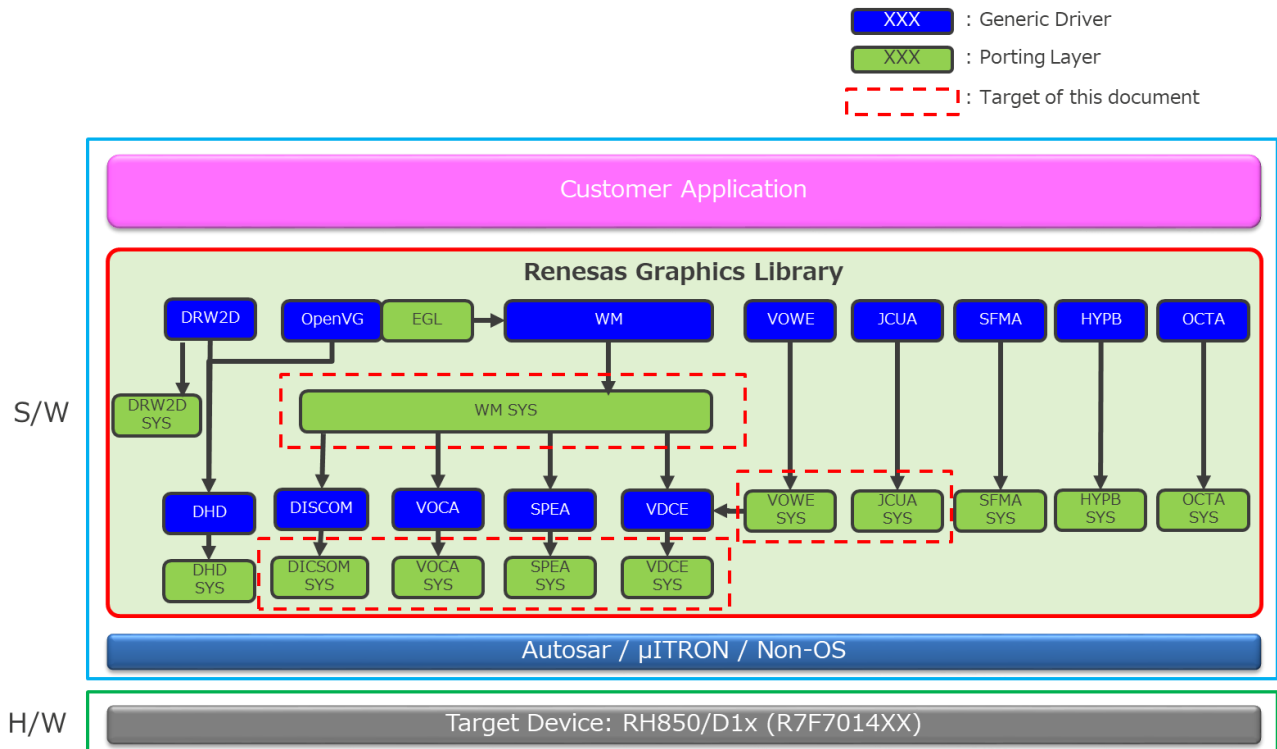 XXX : Generic Driver
XXX : Porting Layer
: Target of this document
Customer Application
Renesas Graphics Library
DRW2D OpenVG EGL WM VOWE JCUA SFMA HYPB OCTA
S/W
DRW2D
SYS
WM SYS
DHD DISCOM VOCA SPEA VDCE
VOWE
SYS
JCUA
SYS
SFMA
SYS
HYPB
SYS
OCTA
SYS
DHD
SYS
DICSOM
SYS
VOCA
SYS
SPEA
SYS
VDCE
SYS
Autosar / μITRON / Non-OS
H/W
Target Device: RH850/D1x (R7F7014XX)